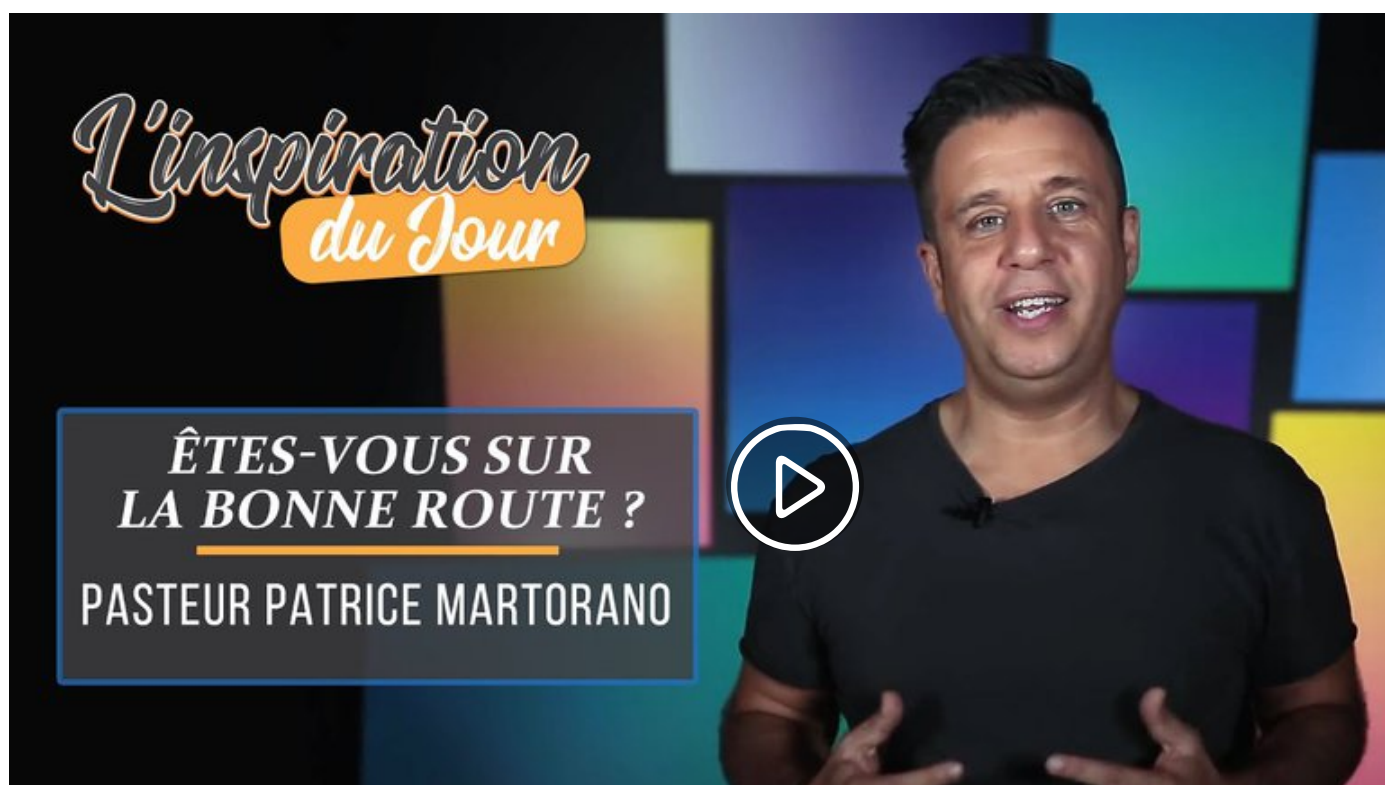 L'inspiration
du Jour
ÊTES-VOUS SUR
LA BONNE ROUTE ?
PASTEUR PATRICE MARTORANO